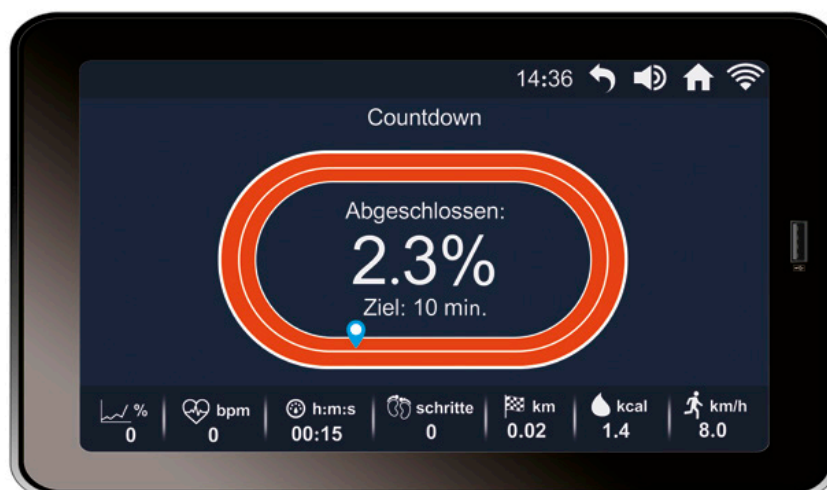 14:36
Countdown
Abgeschlossen:
2.3%
Ziel: 10 min.
% bpm h:m:s schritte km kcal km/h
0 0 00:15 0 0.02 1.4 8.0